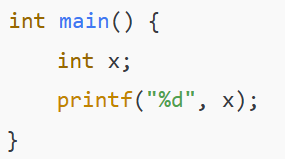 int main() {
    int x;
    printf("%d", x);
}